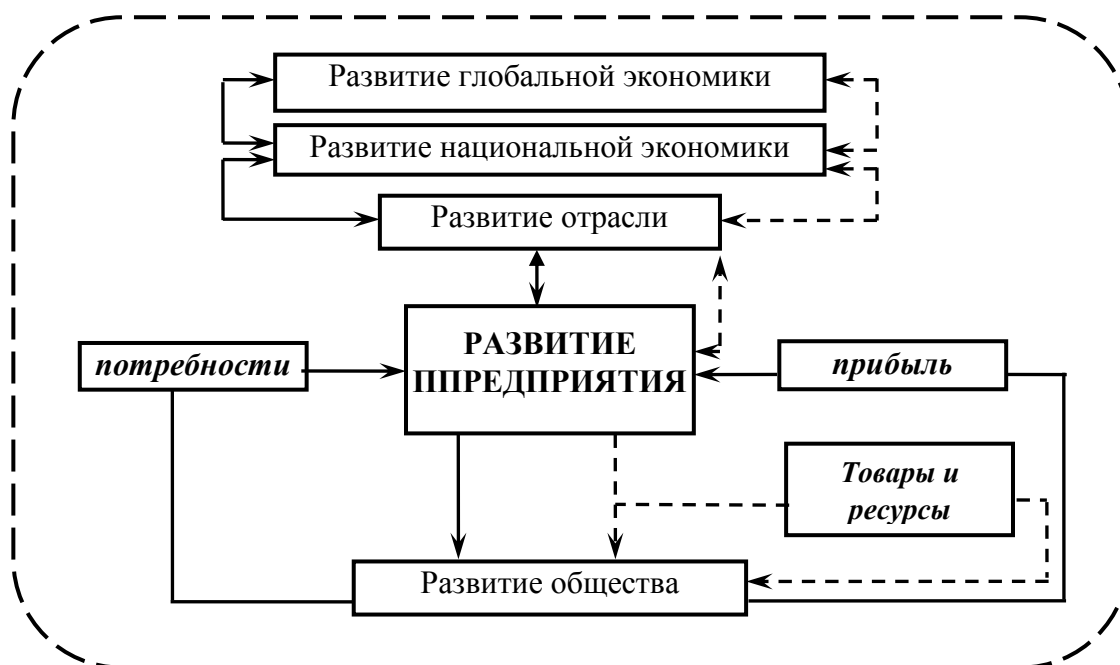 Развитие глобальной экономики
Развитие национальной экономики
Развитие отрасли
РАЗВИТИЕ
ППРЕДПРИЯТИЯ
потребности
прибыль
Товары и
ресурсы
Развитие общества